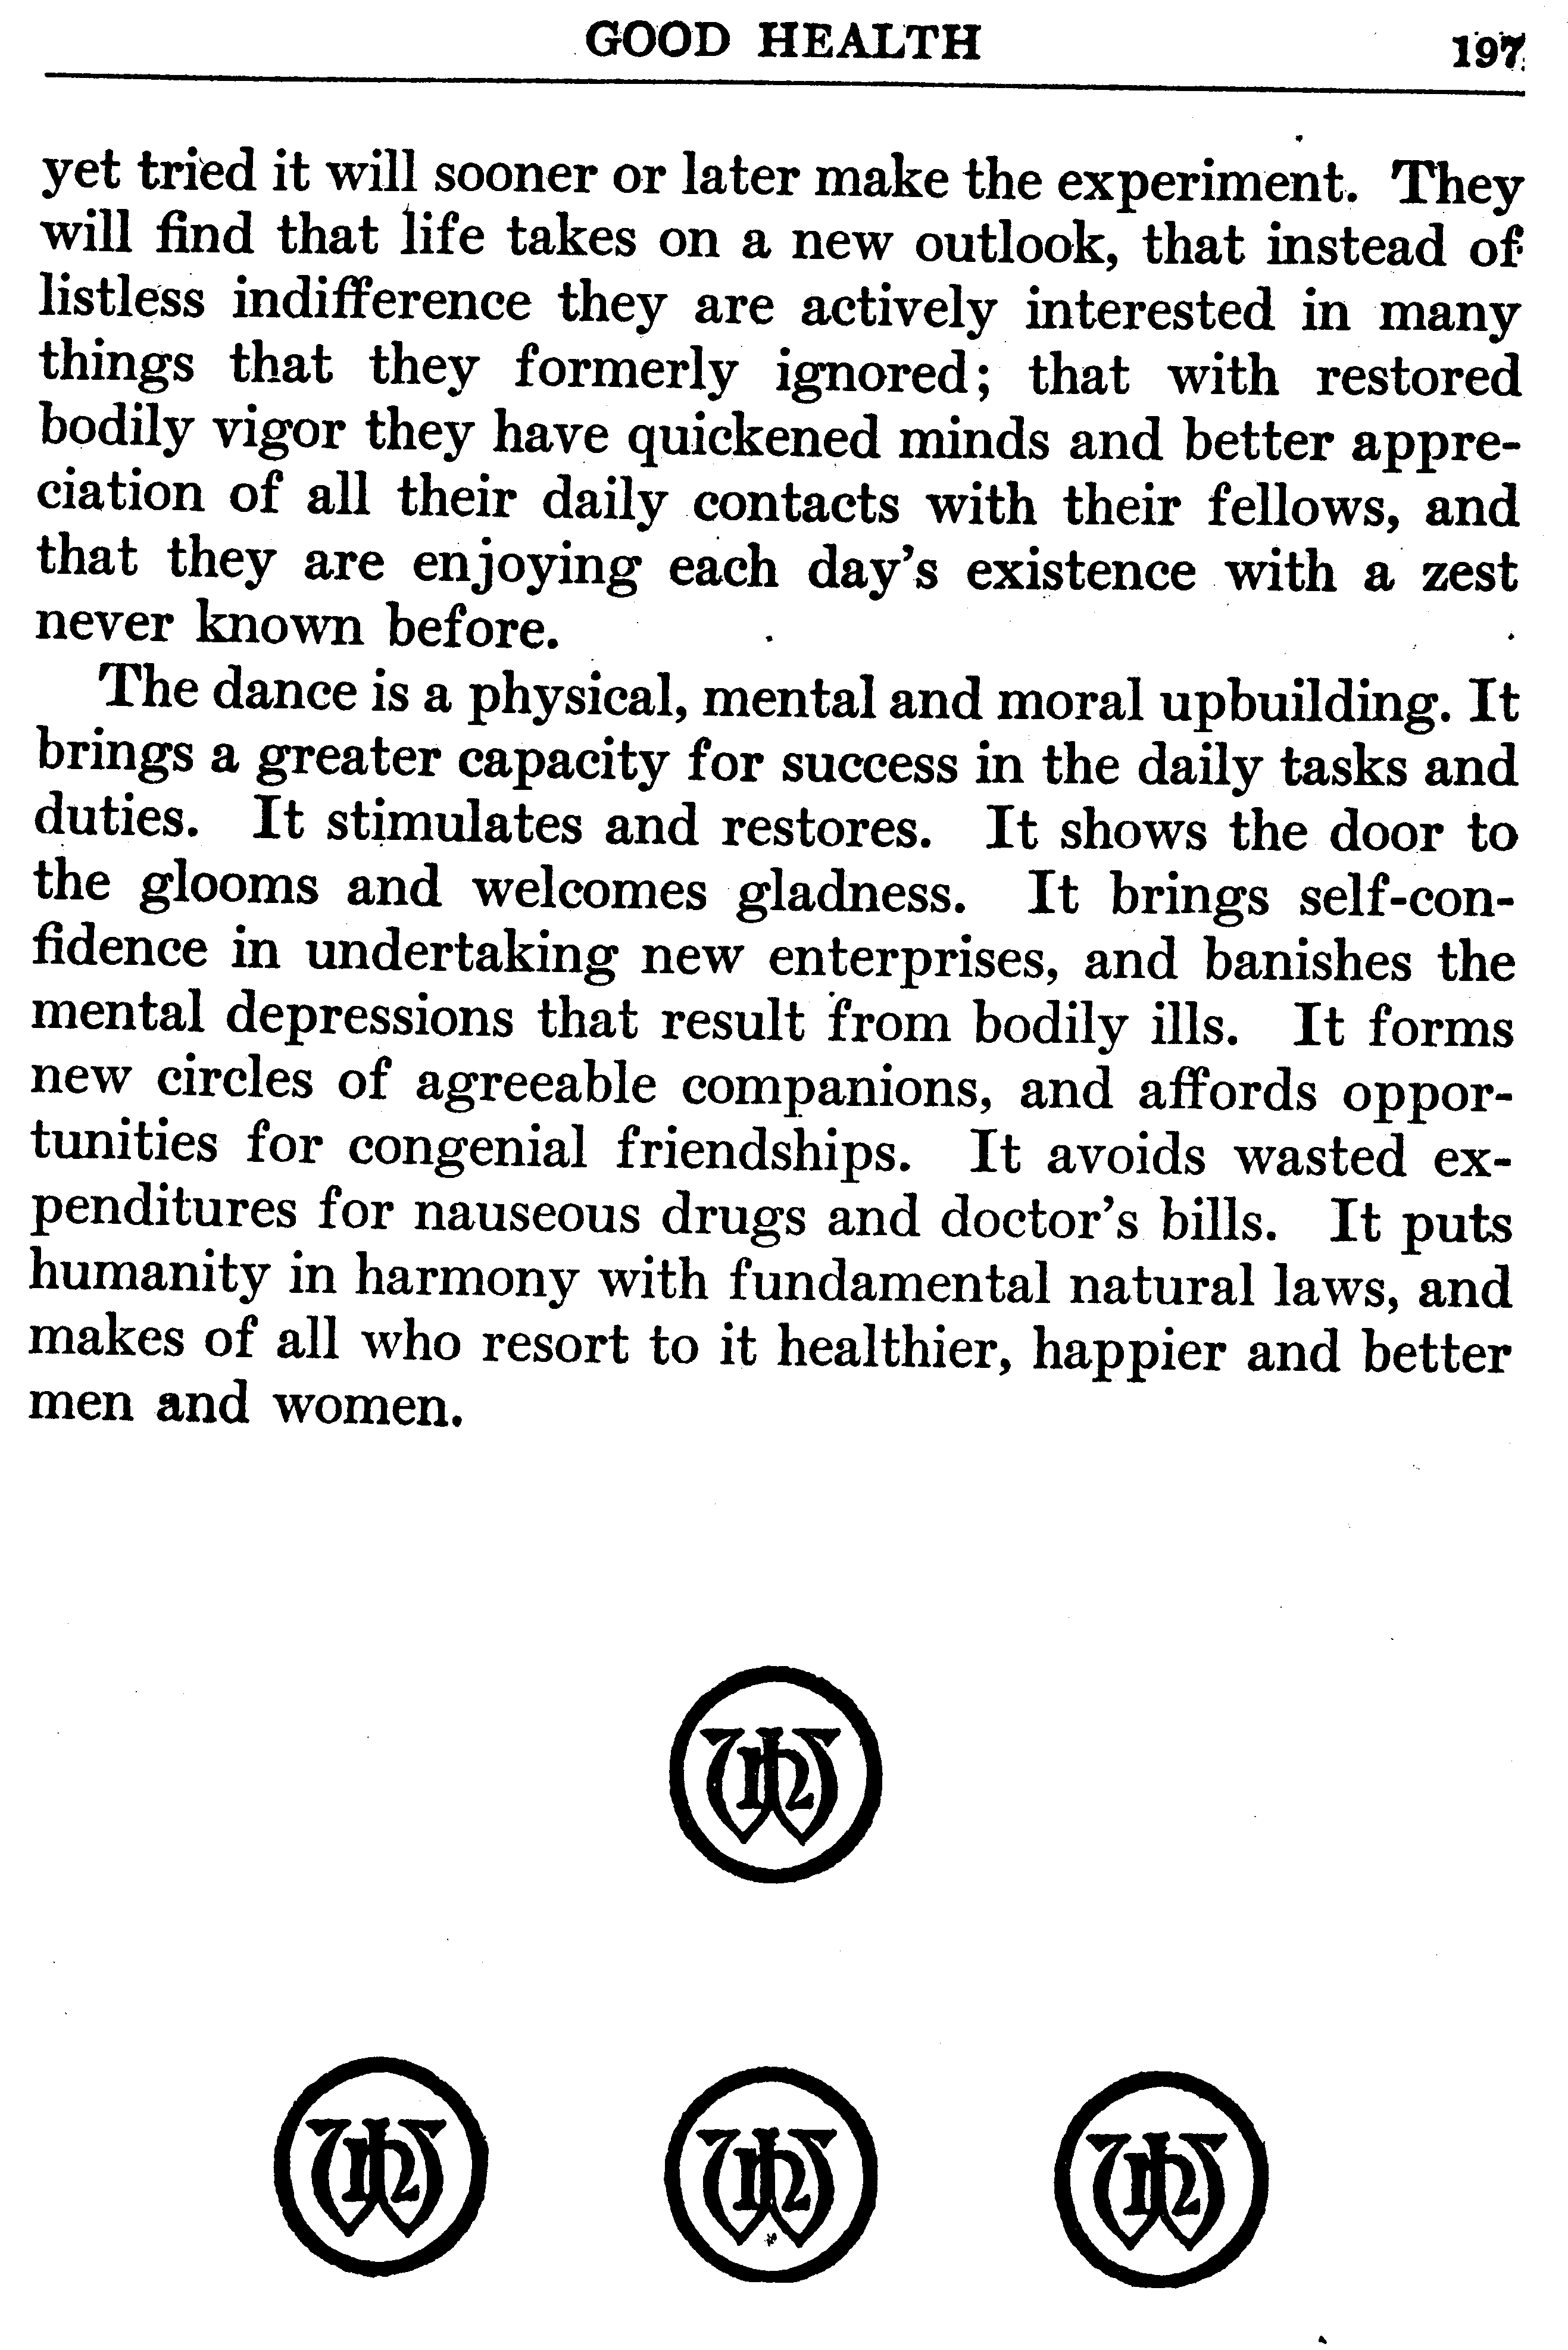 GOOD HEALTH 197
yet tried it will sooner or later make the experiment. They
will find that life takes on a new outlook, that instead of
listless indifference they are actively interested in many
things that they formerly ignored; that with restored
bodily vigor they have quickened minds and better appre-
ciation of all their daily contacts with their fellows, and
that they are enjoying each day's existence with a zest
never known before.
The dance is a physical, mental and moral upbuilding. It
brings a greater capacity for success in the daily tasks and
duties. It stimulates and restores. It shows the door to
the glooms and welcomes gladness. It brings self-con-
fidence in undertaking new enterprises, and banishes the
mental depressions that result from bodily ills. It forms
new circles of agreeable companions, and affords oppor-
tunities for congenial friendships. It avoids wasted ex-
penditures for nauseous drugs and doctor's bills. It puts
humanity in harmony with fundamental natural laws, and
makes of all who resort to it healthier, happier and better
men and women.